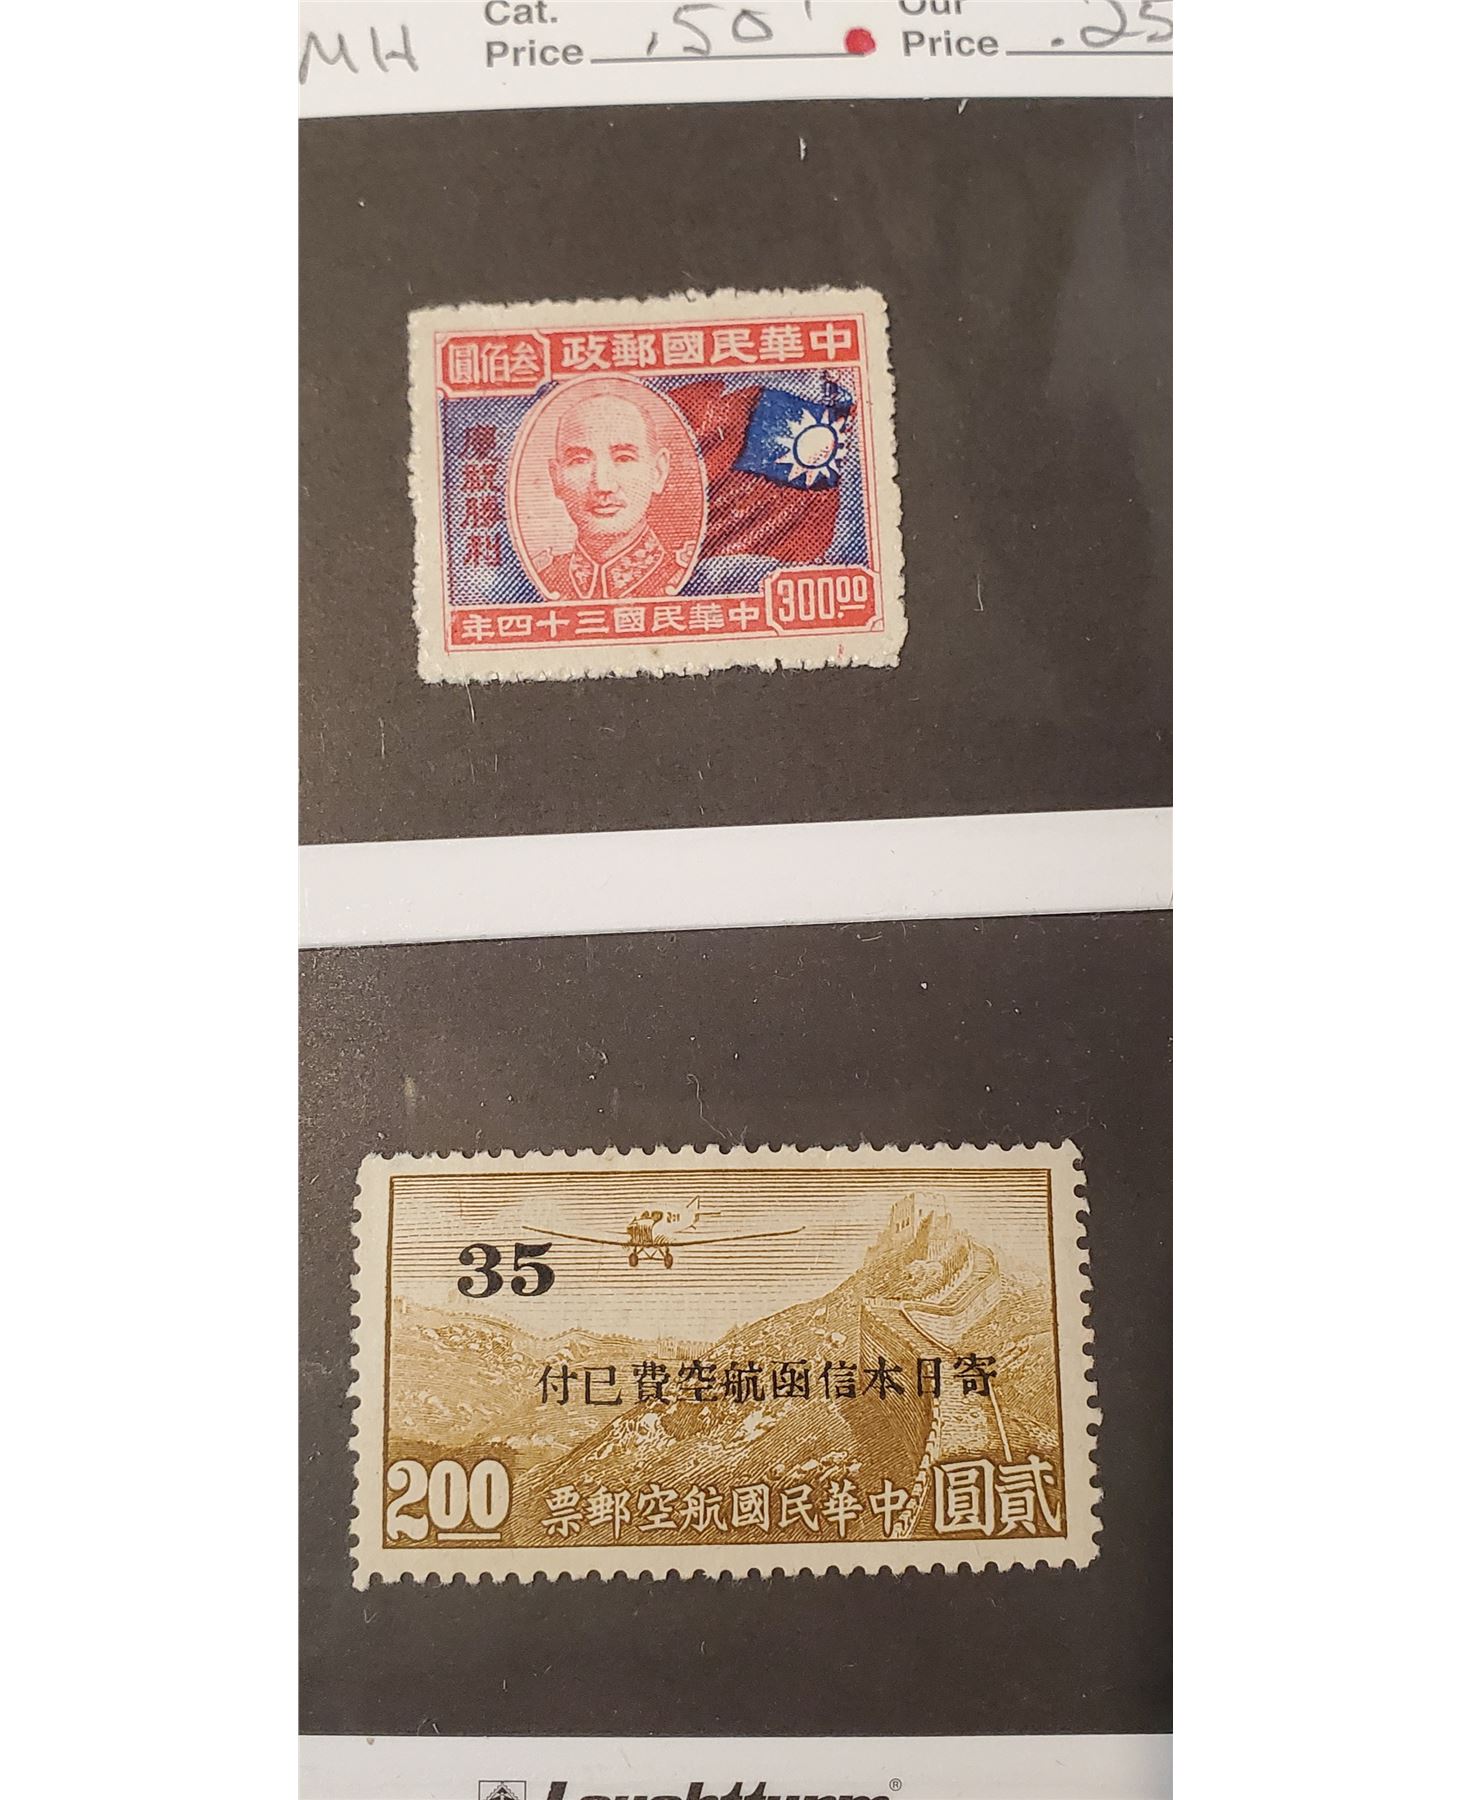 MH
Cat.
Price .50
Our
Price .25
中華民國郵政
叁佰圓
慶祝勝利
300.00
中華民國三十四年
35
寄日本信函航空費已付
2.00
中華民國航空郵票
貳圓
Leuchtturm®